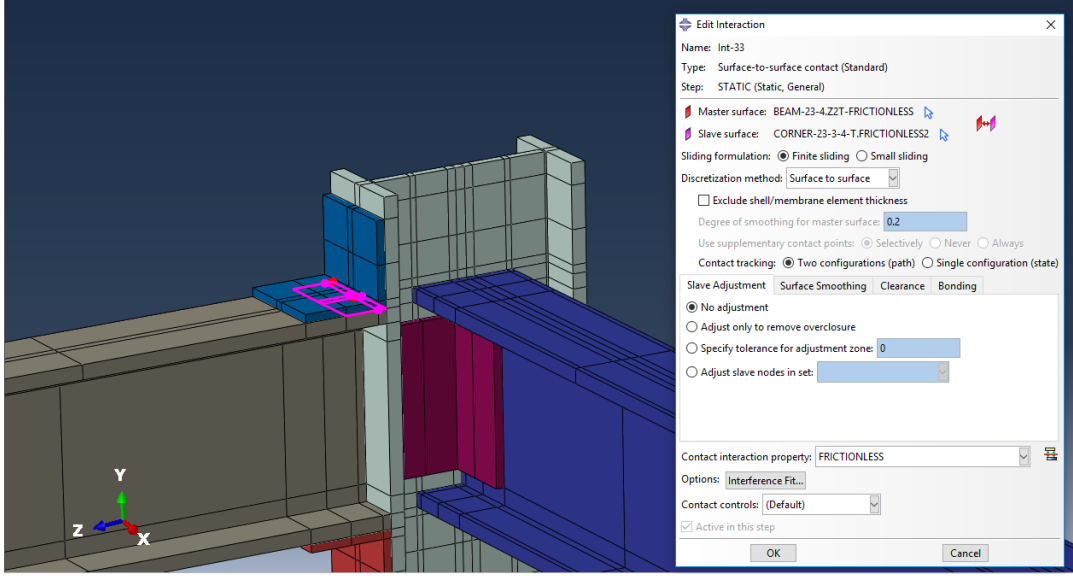 Edit Interaction
Name: Int-33
Type: Surface-to-surface contact (Standard)
Step: STATIC (Static, General)
Master surface: BEAM-23-4.Z2T-FRICTIONLESS
Slave surface: CORNER-23-3-4-T.FRICTIONLESS2
Sliding formulation: Finite sliding Small sliding
Discretization method: Surface to surface
Exclude shell/membrane element thickness
Degree of smoothing for master surface: 0.2
Use supplementary contact points: Selectively Never Always
Contact tracking: Two configurations (path) Single configuration (state)
Slave Adjustment Surface Smoothing Clearance Bonding
No adjustment
Adjust only to remove overclosure
Specify tolerance for adjustment zone: 0
Adjust slave nodes in set:
Contact interaction property: FRICTIONLESS
Options: Interference Fit...
Contact controls: (Default)
Active in this step
OK Cancel
Y
Z
X